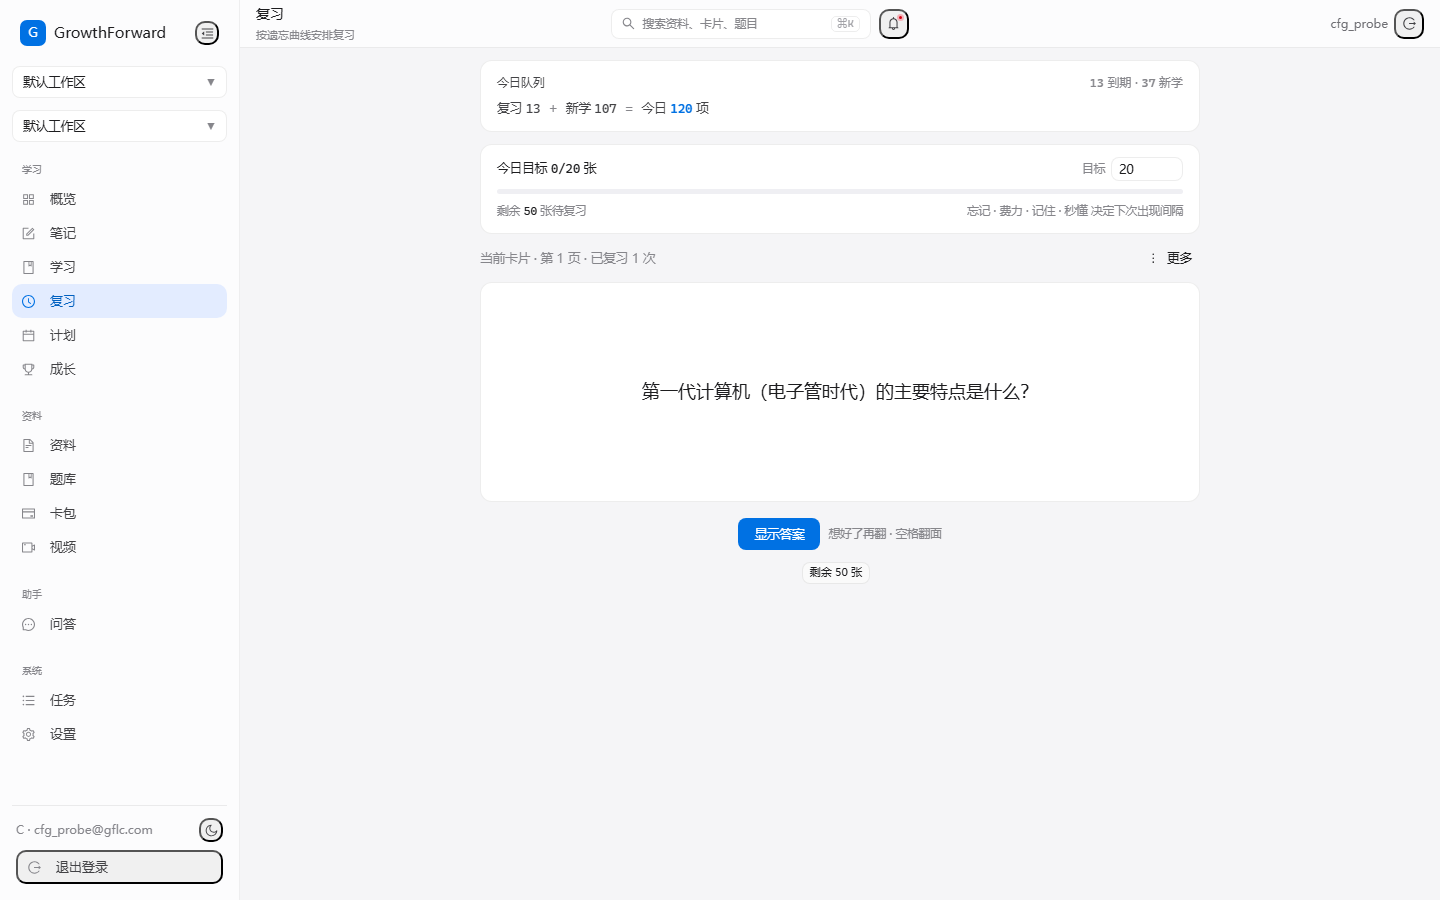 G GrowthForward
默认工作区 ▼
默认工作区 ▼
学习
概览
笔记
学习
复习
计划
成长
资料
资料
题库
卡包
视频
助手
问答
系统
任务
设置
C · cfg_probe@gflc.com
退出登录
复习
按遗忘曲线安排复习
搜索资料、卡片、题目 ⌘K
cfg_probe
今日队列 13 到期 · 37 新学
复习 13 + 新学 107 = 今日 120 项
今日目标 0/20 张 目标 20
剩余 50 张待复习 忘记 · 费力 · 记住 · 秒懂 决定下次出现间隔
当前卡片 · 第 1 页 · 已复习 1 次 ⋮ 更多
第一代计算机（电子管时代）的主要特点是什么？
显示答案 想好了再翻 · 空格翻面
剩余 50 张